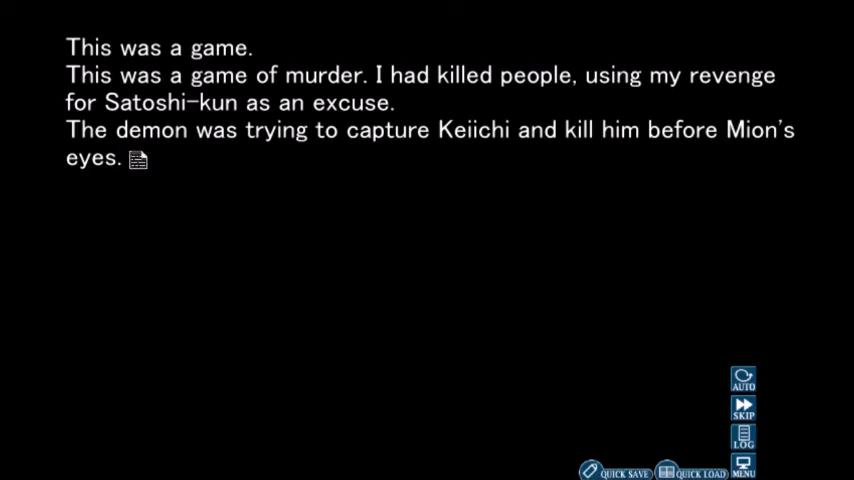 This was a game.
This was a game of murder. I had killed people, using my revenge
for Satoshi-kun as an excuse.
The demon was trying to capture Keiichi and kill him before Mion's
eyes.
AUTO
SKIP
LOG
MENU
QUICK SAVE
QUICK LOAD